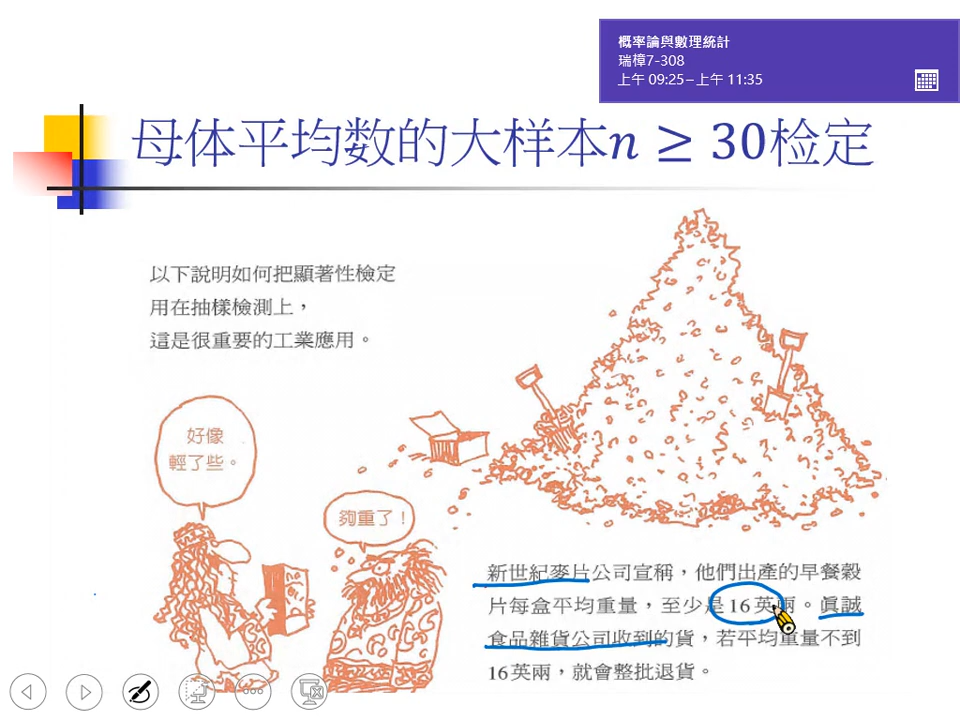 概率論與數理統計
瑞樟7-308
上午 09:25 – 上午 11:35
母体平均数的大样本n ≥ 30检定
以下說明如何把顯著性檢定
用在抽樣檢測上，
這是很重要的工業應用。
好像
輕了些。
夠重了！
新世紀麥片公司宣稱，他們出產的早餐穀
片每盒平均重量，至少是16英兩。眞誠
食品雜貨公司收到的貨，若平均重量不到
16英兩，就會整批退貨。